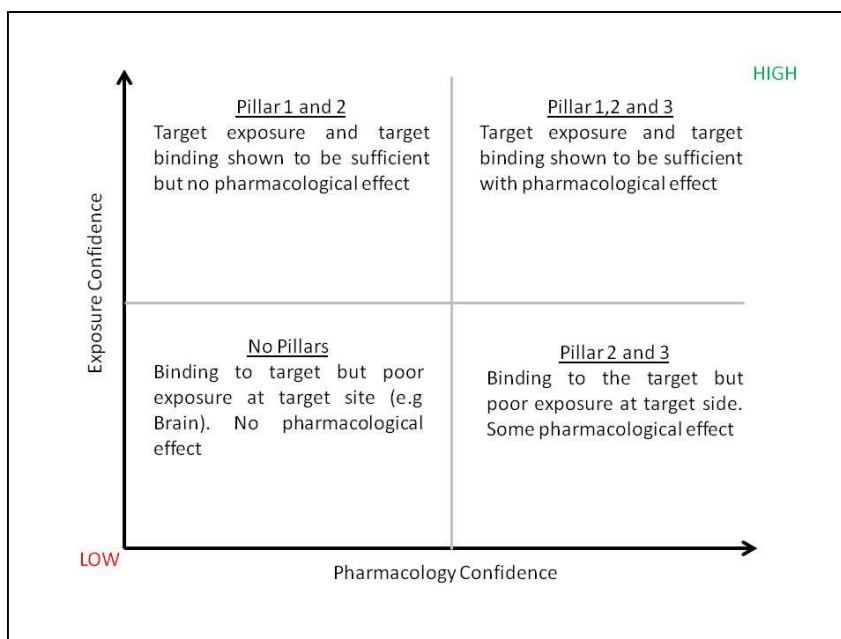 HIGH
Pillar 1 and 2
Target exposure and target
binding shown to be sufficient
but no pharmacological effect
Pillar 1,2 and 3
Target exposure and target
binding shown to be sufficient
with pharmacological effect
Exposure Confidence
No Pillars
Binding to target but poor
exposure at target site (e.g
Brain). No pharmacological
effect
Pillar 2 and 3
Binding to the target but
poor exposure at target side.
Some pharmacological effect
LOW
Pharmacology Confidence